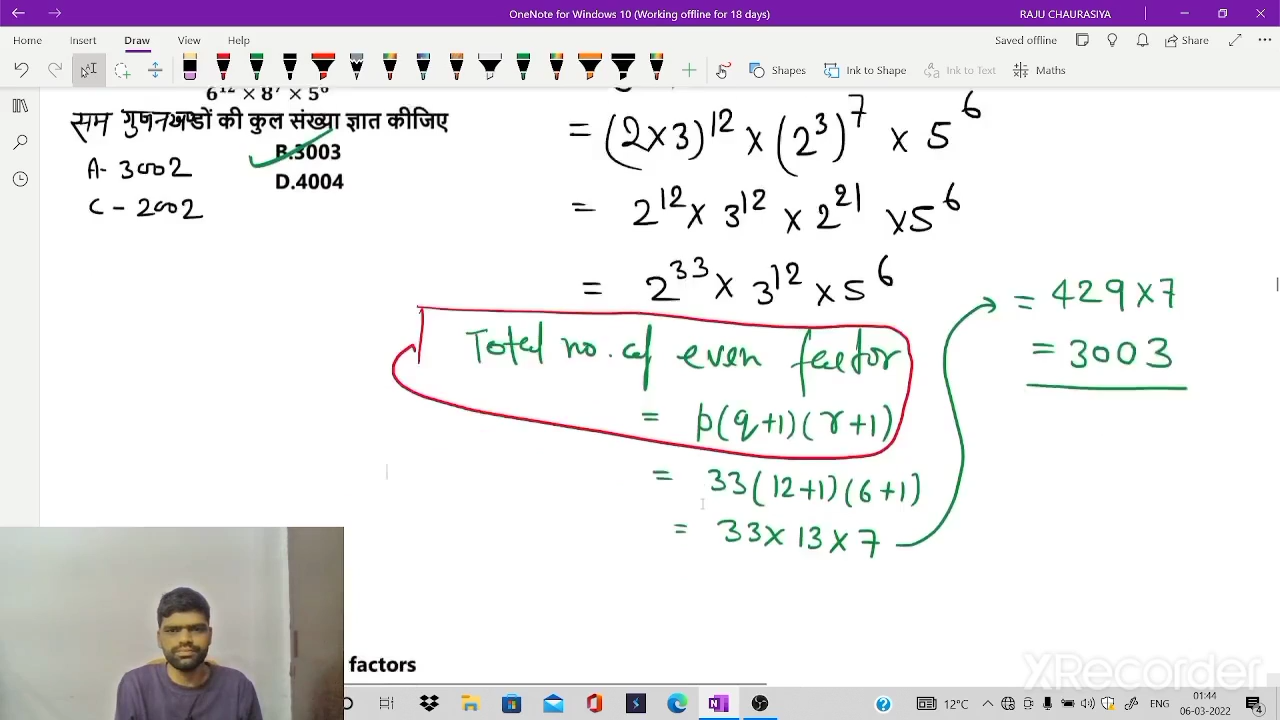 OneNote for Windows 10 (Working offline for 18 days)
RAJU CHAURASIYA
Home Insert Draw View Help
Saved offline Share
Shapes Ink to Shape Ink to Text Maths
6¹² × 8⁷ × 5⁶
सम गुणनखण्डों की कुल संख्या ज्ञात कीजिए
A- 3002 B.3003
C - 2002 D.4004
= (2×3)¹² × (2³)⁷ × 5⁶
= 2¹² × 3¹² × 2²¹ × 5⁶
= 2³³ × 3¹² × 5⁶
Total no. of even factor
= p(q+1)(r+1)
= 33(12+1)(6+1)
= 33×13×7
= 429×7
= 3003
factors
XRecorder
12°C ENG 01:44 06-03-2022 4